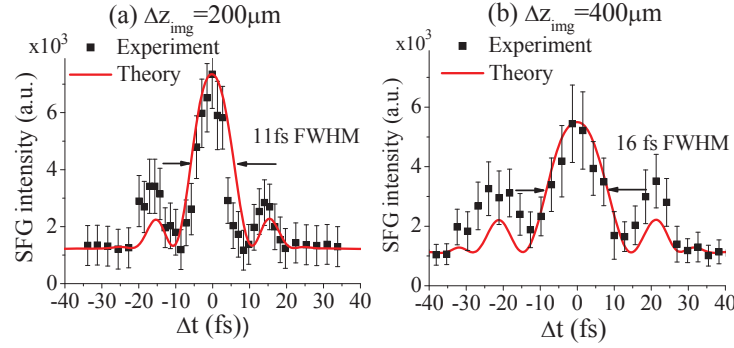 (a) Δz_img=200μm
x10³
Experiment
Theory
11fs FWHM
SFG intensity (a.u.)
8
6
4
2
0
-40 -30 -20 -10 0 10 20 30 40
Δt (fs))
(b) Δz_img=400μm
x10³
Experiment
Theory
16 fs FWHM
SFG intensity (a.u.)
8
6
4
2
0
-40 -30 -20 -10 0 10 20 30 40
Δt (fs)